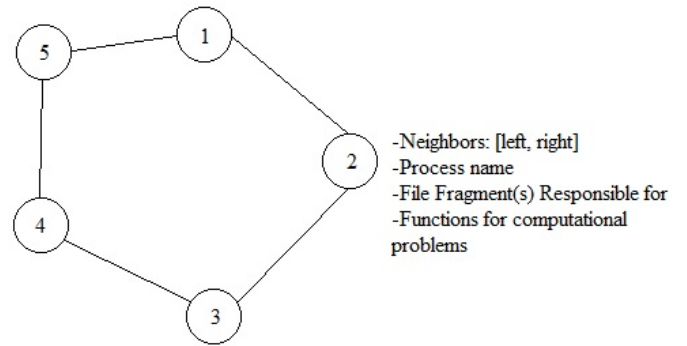 1
5
2
-Neighbors: [left, right]
-Process name
-File Fragment(s) Responsible for
-Functions for computational
problems
4
3